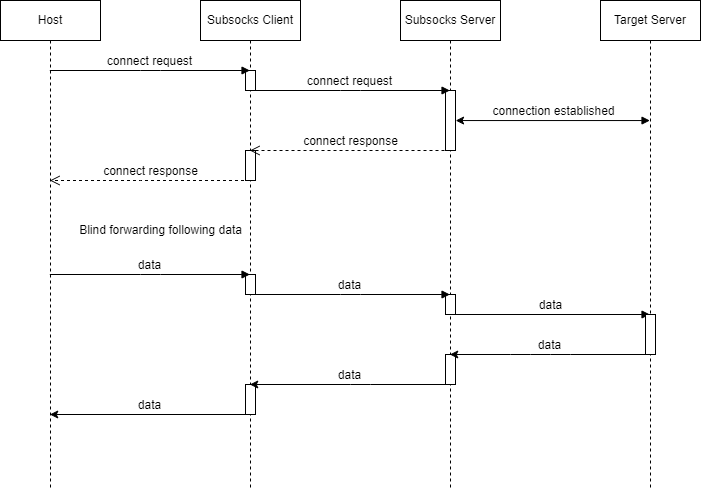 Host
Subsocks Client
Subsocks Server
Target Server
connect request
connect request
connection established
connect response
connect response
Blind forwarding following data
data
data
data
data
data
data